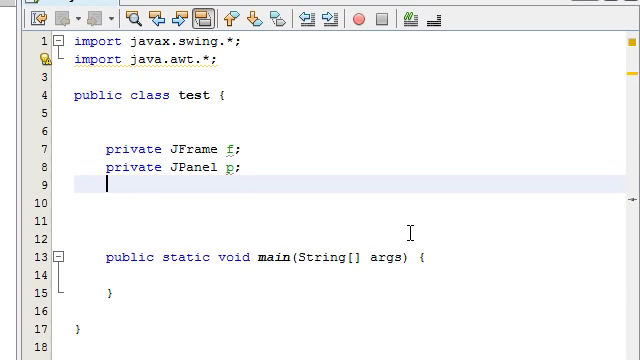 1 import javax.swing.*;
import java.awt.*;
3
4 public class test {
5
6
7 private JFrame f;
8 private JPanel p;
9
10
11
12
13 public static void main(String[] args) {
14
15 }
16
17 }
18